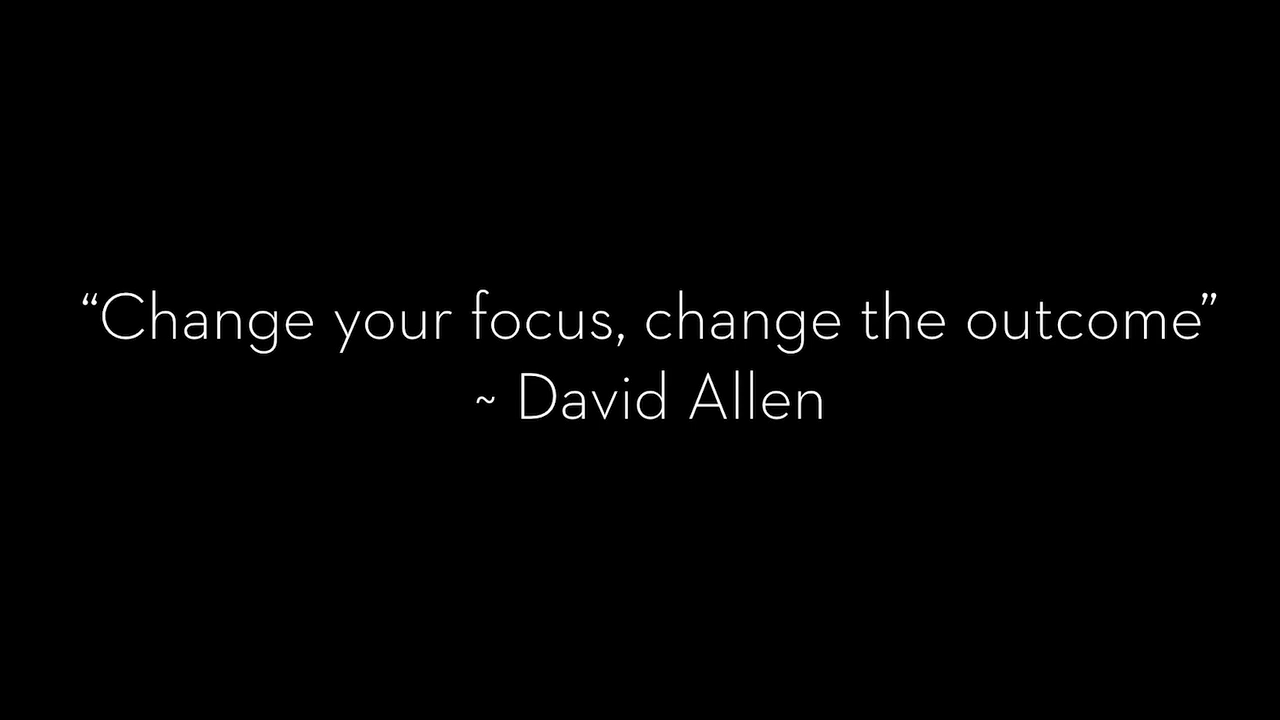 “Change your focus, change the outcome”
~ David Allen